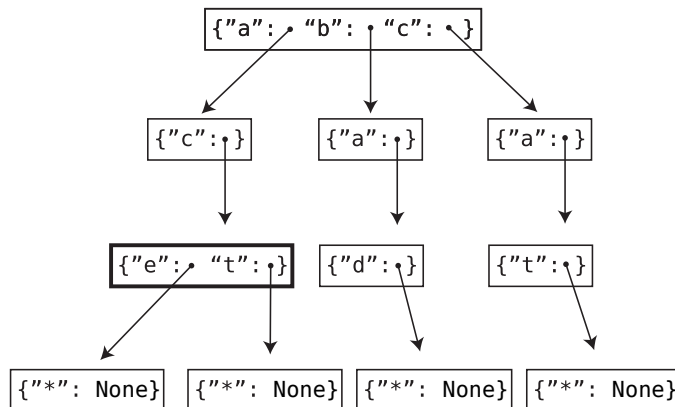 {”a”: “b”: “c”: }
{”c”: } {”a”: } {”a”: }
{”e”: “t”: } {”d”: } {”t”: }
{”*”: None} {”*”: None} {”*”: None} {”*”: None}